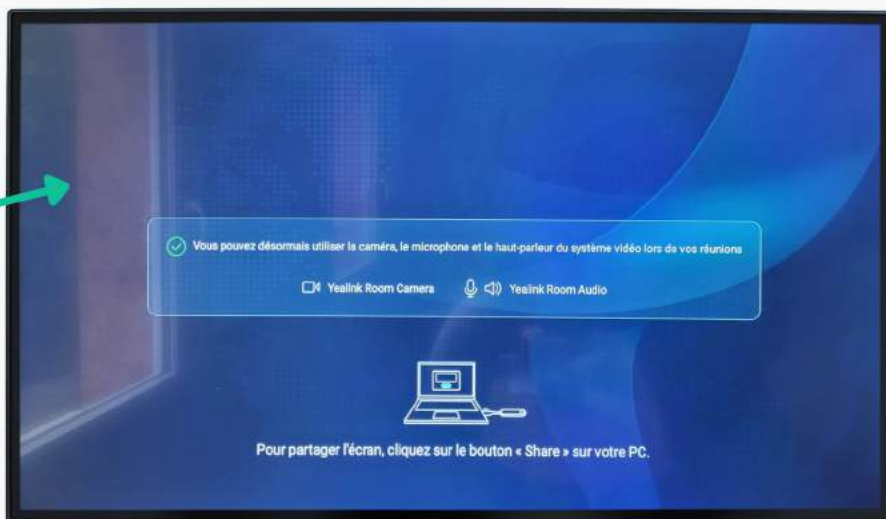 Vous pouvez désormais utiliser la caméra, le microphone et le haut-parleur du système vidéo lors de vos réunions
Yealink Room Camera Yealink Room Audio
Pour partager l'écran, cliquez sur le bouton « Share » sur votre PC.